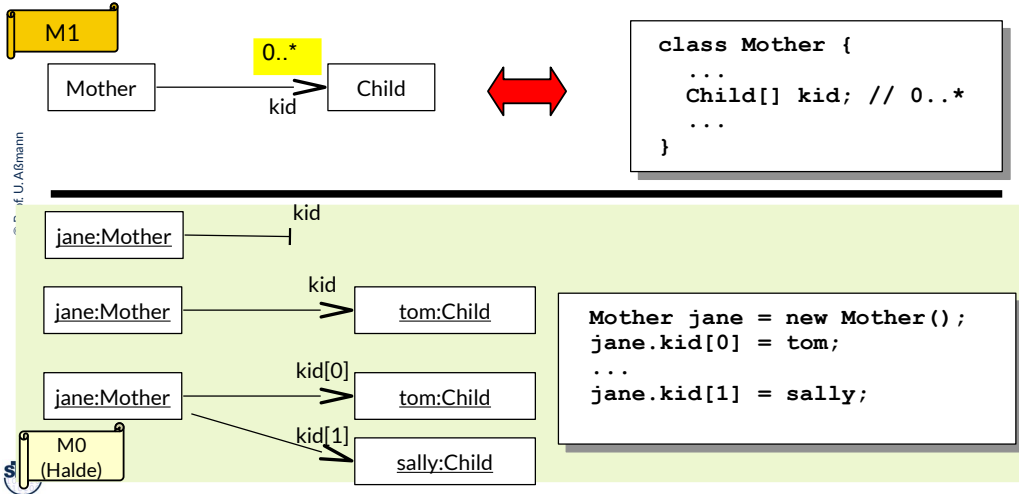 M1
0..*
Mother
Child
kid
class Mother {
...
Child[] kid; // 0..*
...
}
U. Aßmann
kid
jane:Mother
kid
jane:Mother
tom:Child
kid[0]
jane:Mother
tom:Child
kid[1]
sally:Child
Mother jane = new Mother();
jane.kid[0] = tom;
...
jane.kid[1] = sally;
M0
(Halde)